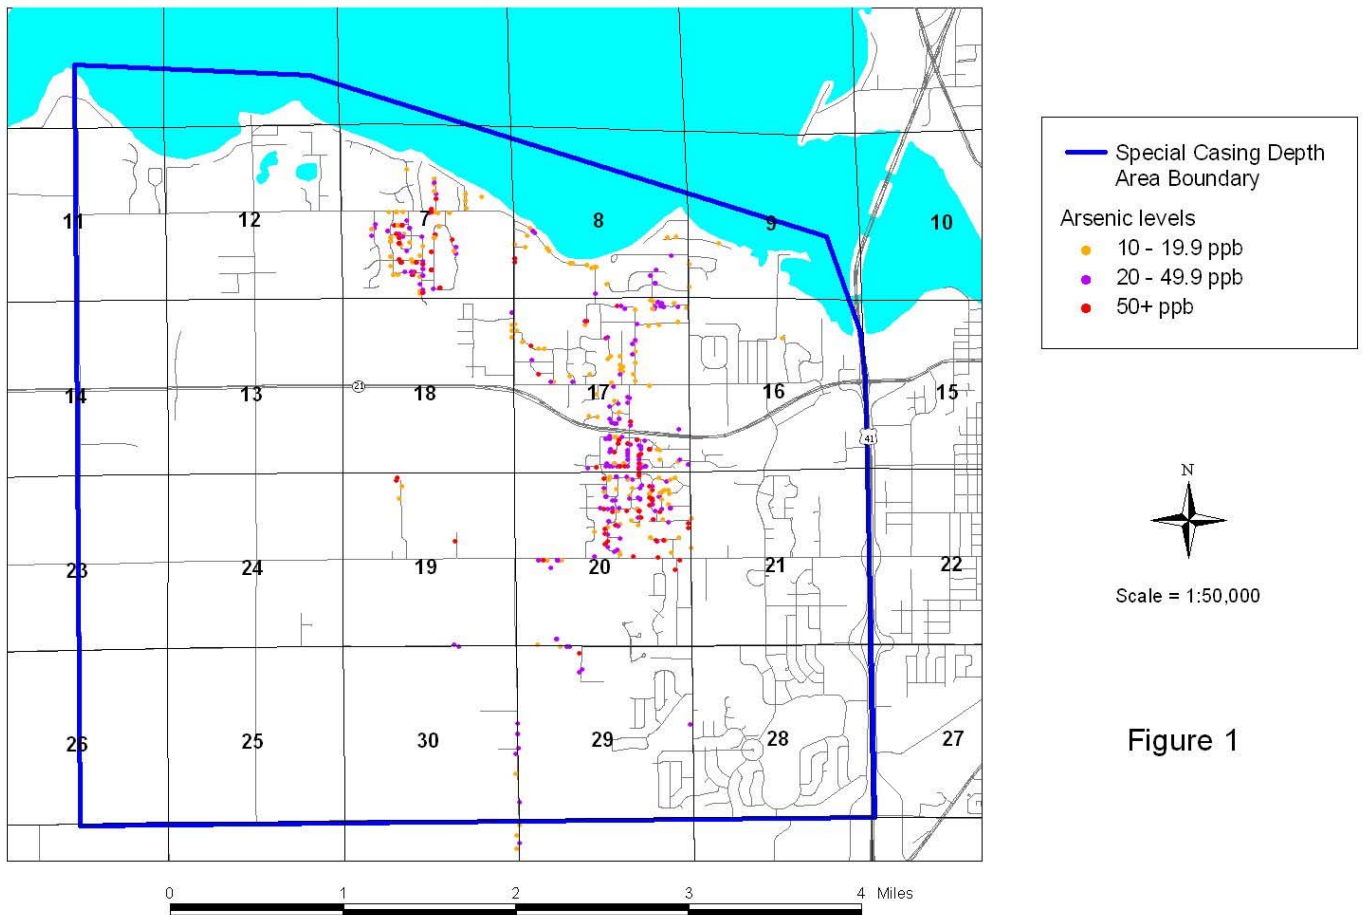 Special Casing Depth
Area Boundary
Arsenic levels
10 - 19.9 ppb
20 - 49.9 ppb
50+ ppb
11
12
7
8
9
10
14
13
21
18
17
16
15
41
23
24
19
20
21
22
26
25
30
29
28
27
N
Scale = 1:50,000
Figure 1
0 1 2 3 4 Miles